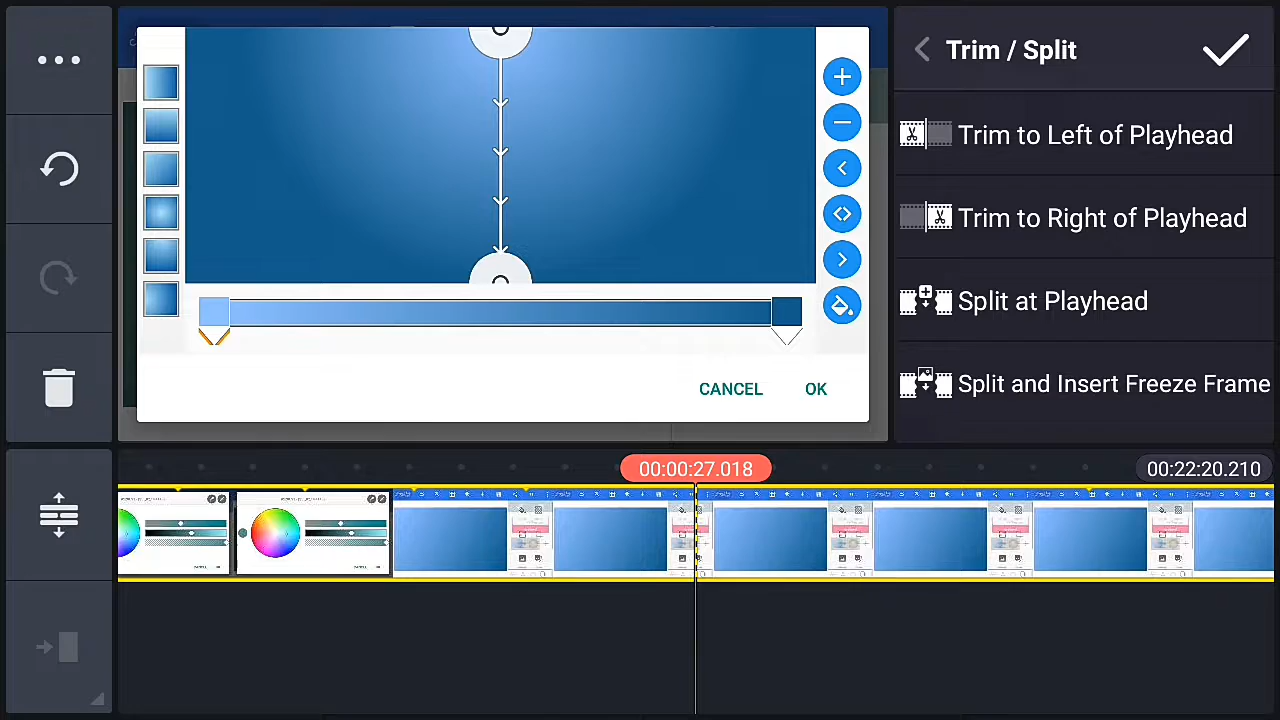 Trim / Split
Trim to Left of Playhead
Trim to Right of Playhead
Split at Playhead
Split and Insert Freeze Frame
CANCEL OK
00:00:27.018
00:22:20.210